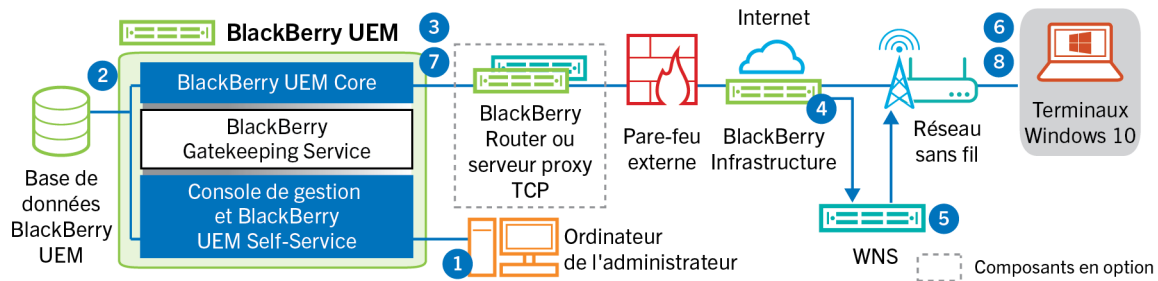 BlackBerry UEM
3
Internet
6
2
7
8
BlackBerry UEM Core
BlackBerry
Gatekeeping Service
Console de gestion
et BlackBerry
UEM Self-Service
Base de
données
BlackBerry
UEM
BlackBerry
Router ou
serveur proxy
TCP
Pare-feu
externe
4
BlackBerry
Infrastructure
Réseau
sans fil
Terminaux
Windows 10
1
Ordinateur
de l'administrateur
5
WNS
Composants en option